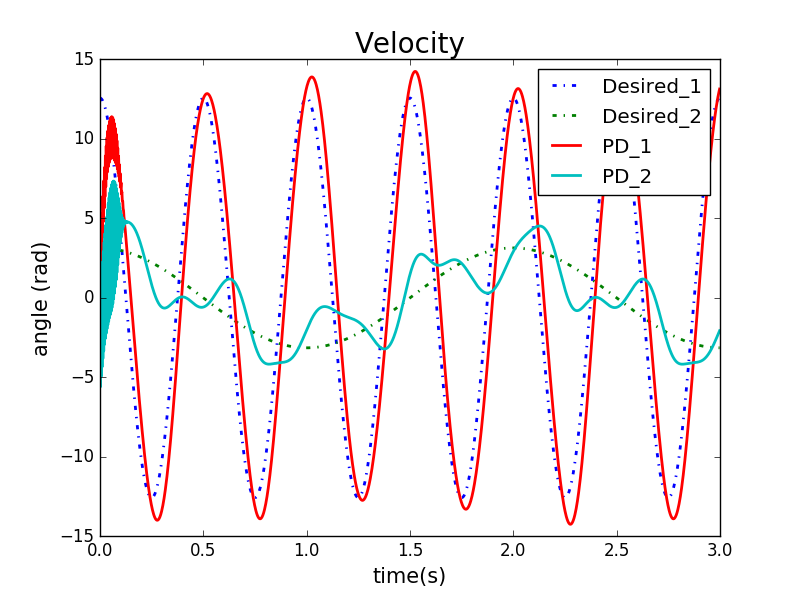 Velocity
15
10
5
0
−5
−10
−15
angle (rad)
0.0 0.5 1.0 1.5 2.0 2.5 3.0
time(s)
Desired_1
Desired_2
PD_1
PD_2